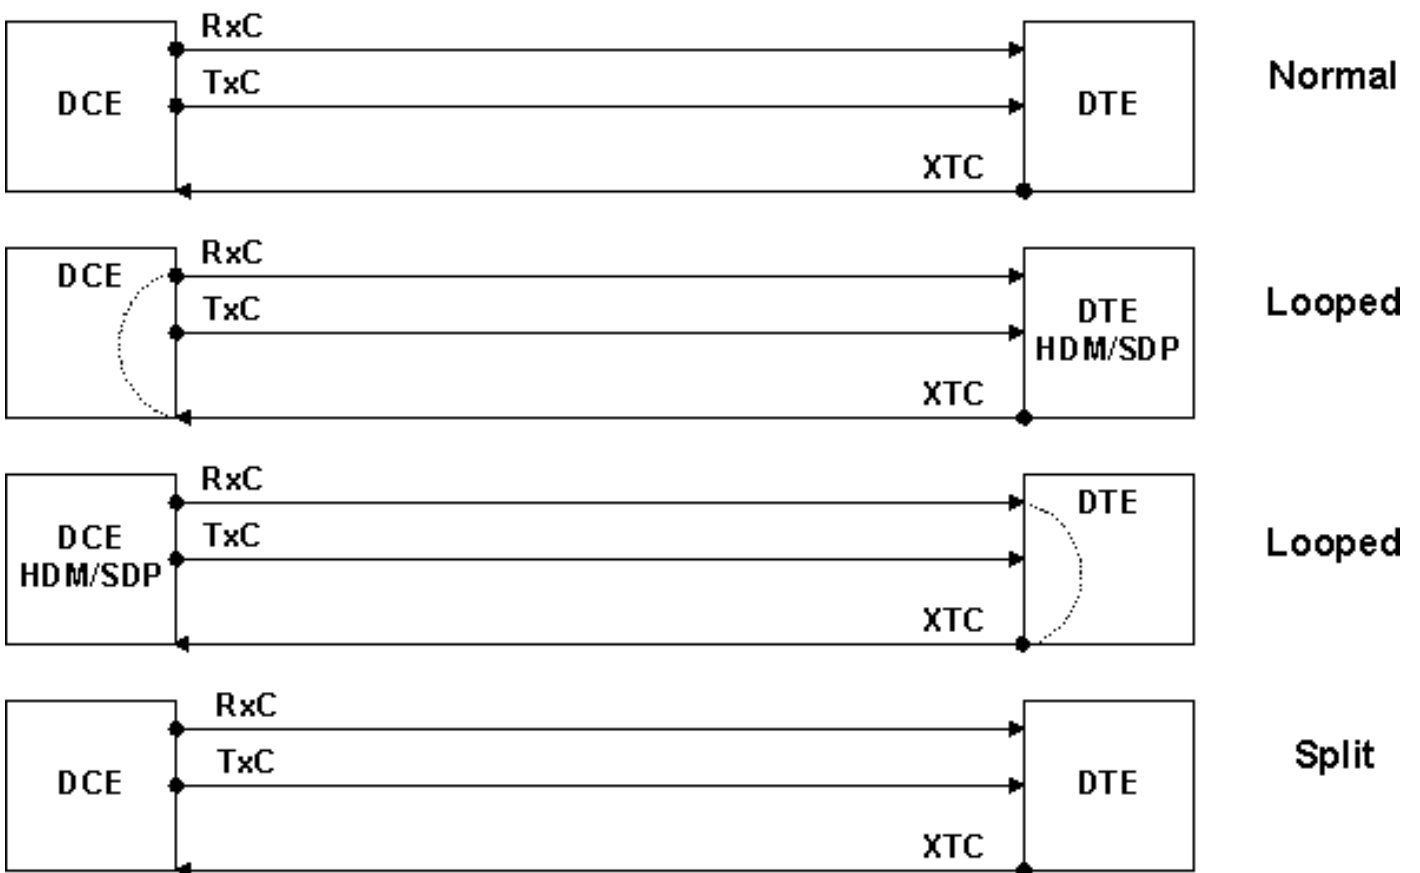 RxC
TxC
DCE
DTE
XTC
Normal
RxC
DCE
TxC
DTE
HDM/SDP
XTC
Looped
RxC
DTE
TxC
DCE
HDM/SDP
XTC
Looped
RxC
TxC
DCE
DTE
XTC
Split